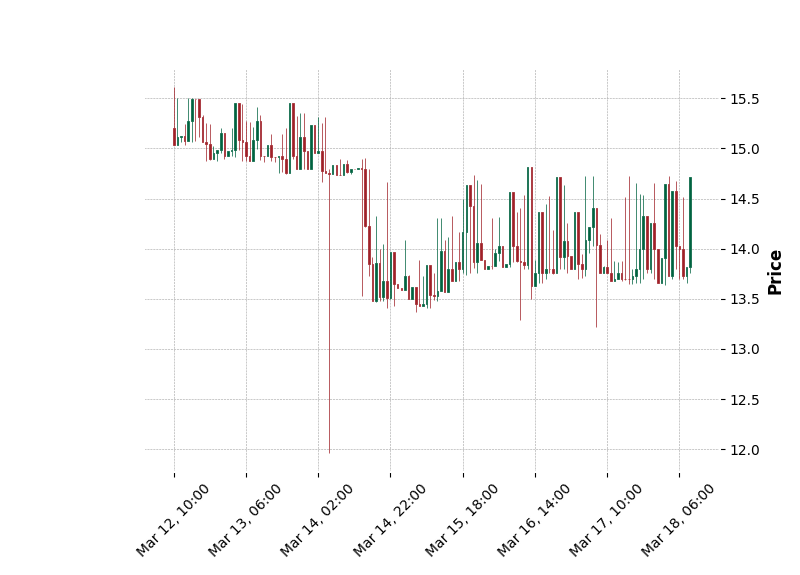 15.5
15.0
14.5
14.0
13.5
13.0
12.5
12.0
Price
Mar 12, 10:00
Mar 13, 06:00
Mar 14, 02:00
Mar 14, 22:00
Mar 15, 18:00
Mar 16, 14:00
Mar 17, 10:00
Mar 18, 06:00